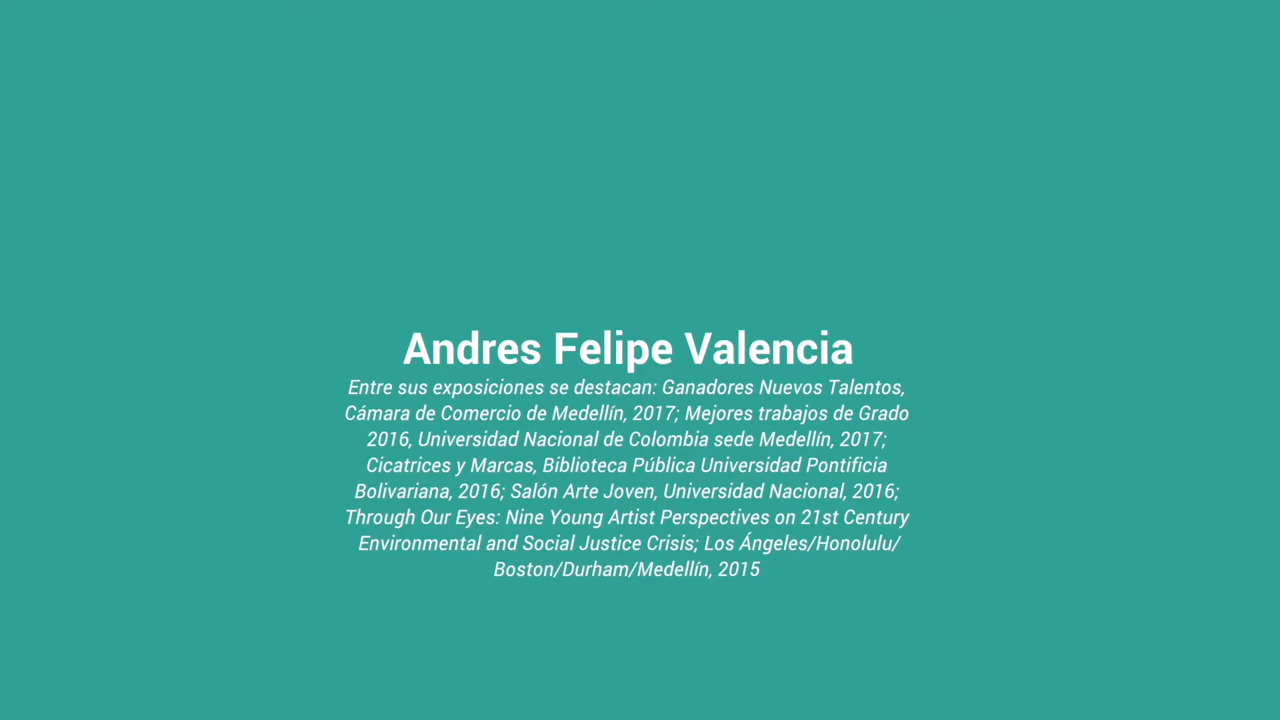 Andres Felipe Valencia
Entre sus exposiciones se destacan: Ganadores Nuevos Talentos,
Cámara de Comercio de Medellín, 2017; Mejores trabajos de Grado
2016, Universidad Nacional de Colombia sede Medellín, 2017;
Cicatrices y Marcas, Biblioteca Pública Universidad Pontificia
Bolivariana, 2016; Salón Arte Joven, Universidad Nacional, 2016;
Through Our Eyes: Nine Young Artist Perspectives on 21st Century
Environmental and Social Justice Crisis; Los Ángeles/Honolulu/
Boston/Durham/Medellín, 2015